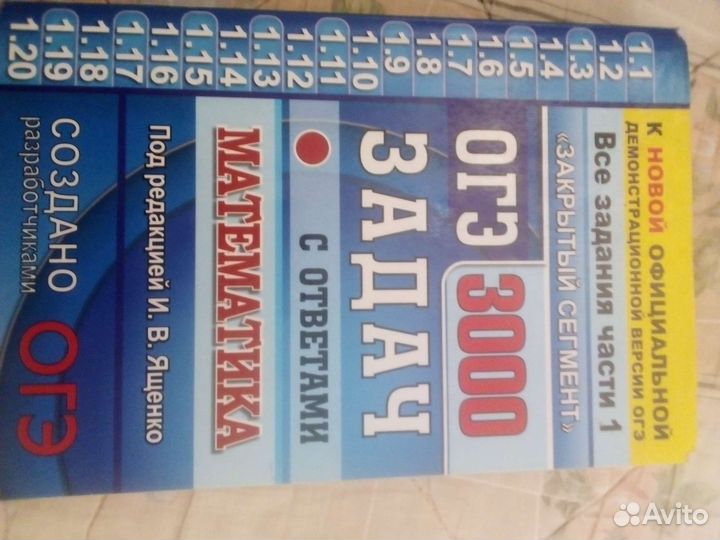 К НОВОЙ ОФИЦИАЛЬНОЙ
ДЕМОНСТРАЦИОННОЙ ВЕРСИИ ОГЭ
Все задания части 1
«ЗАКРЫТЫЙ СЕГМЕНТ»
ОГЭ 3000
ЗАДАЧ
С ОТВЕТАМИ
МАТЕМАТИКА
Под редакцией И. В. Ященко
СОЗДАНО
разработчиками
ОГЭ
1.1
1.2
1.3
1.4
1.5
1.6
1.7
1.8
1.9
1.10
1.11
1.12
1.13
1.14
1.15
1.16
1.17
1.18
1.19
1.20
Avito